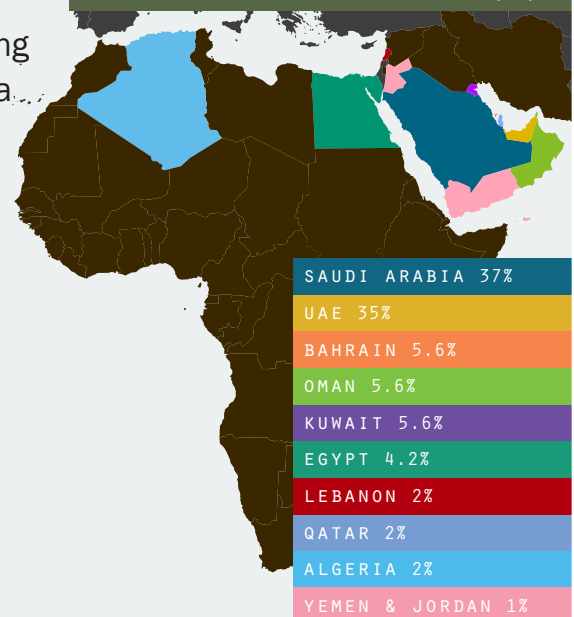 ng
a
SAUDI ARABIA 37%
UAE 35%
BAHRAIN 5.6%
OMAN 5.6%
KUWAIT 5.6%
EGYPT 4.2%
LEBANON 2%
QATAR 2%
ALGERIA 2%
YEMEN & JORDAN 1%